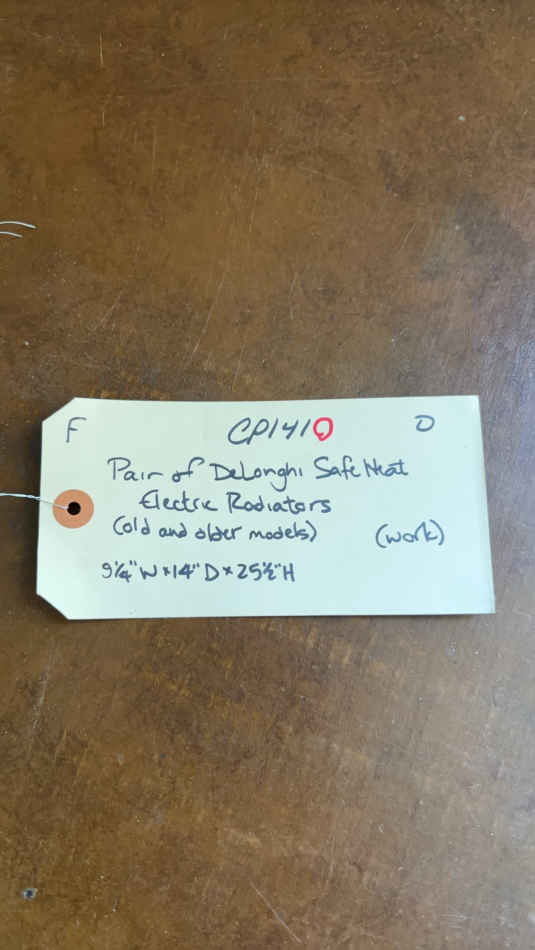 F CP1410 O
Pair of DeLonghi Safe Heat
Electric Radiators
(old and older models) (work)
9¼"W x 14"D x 25½"H